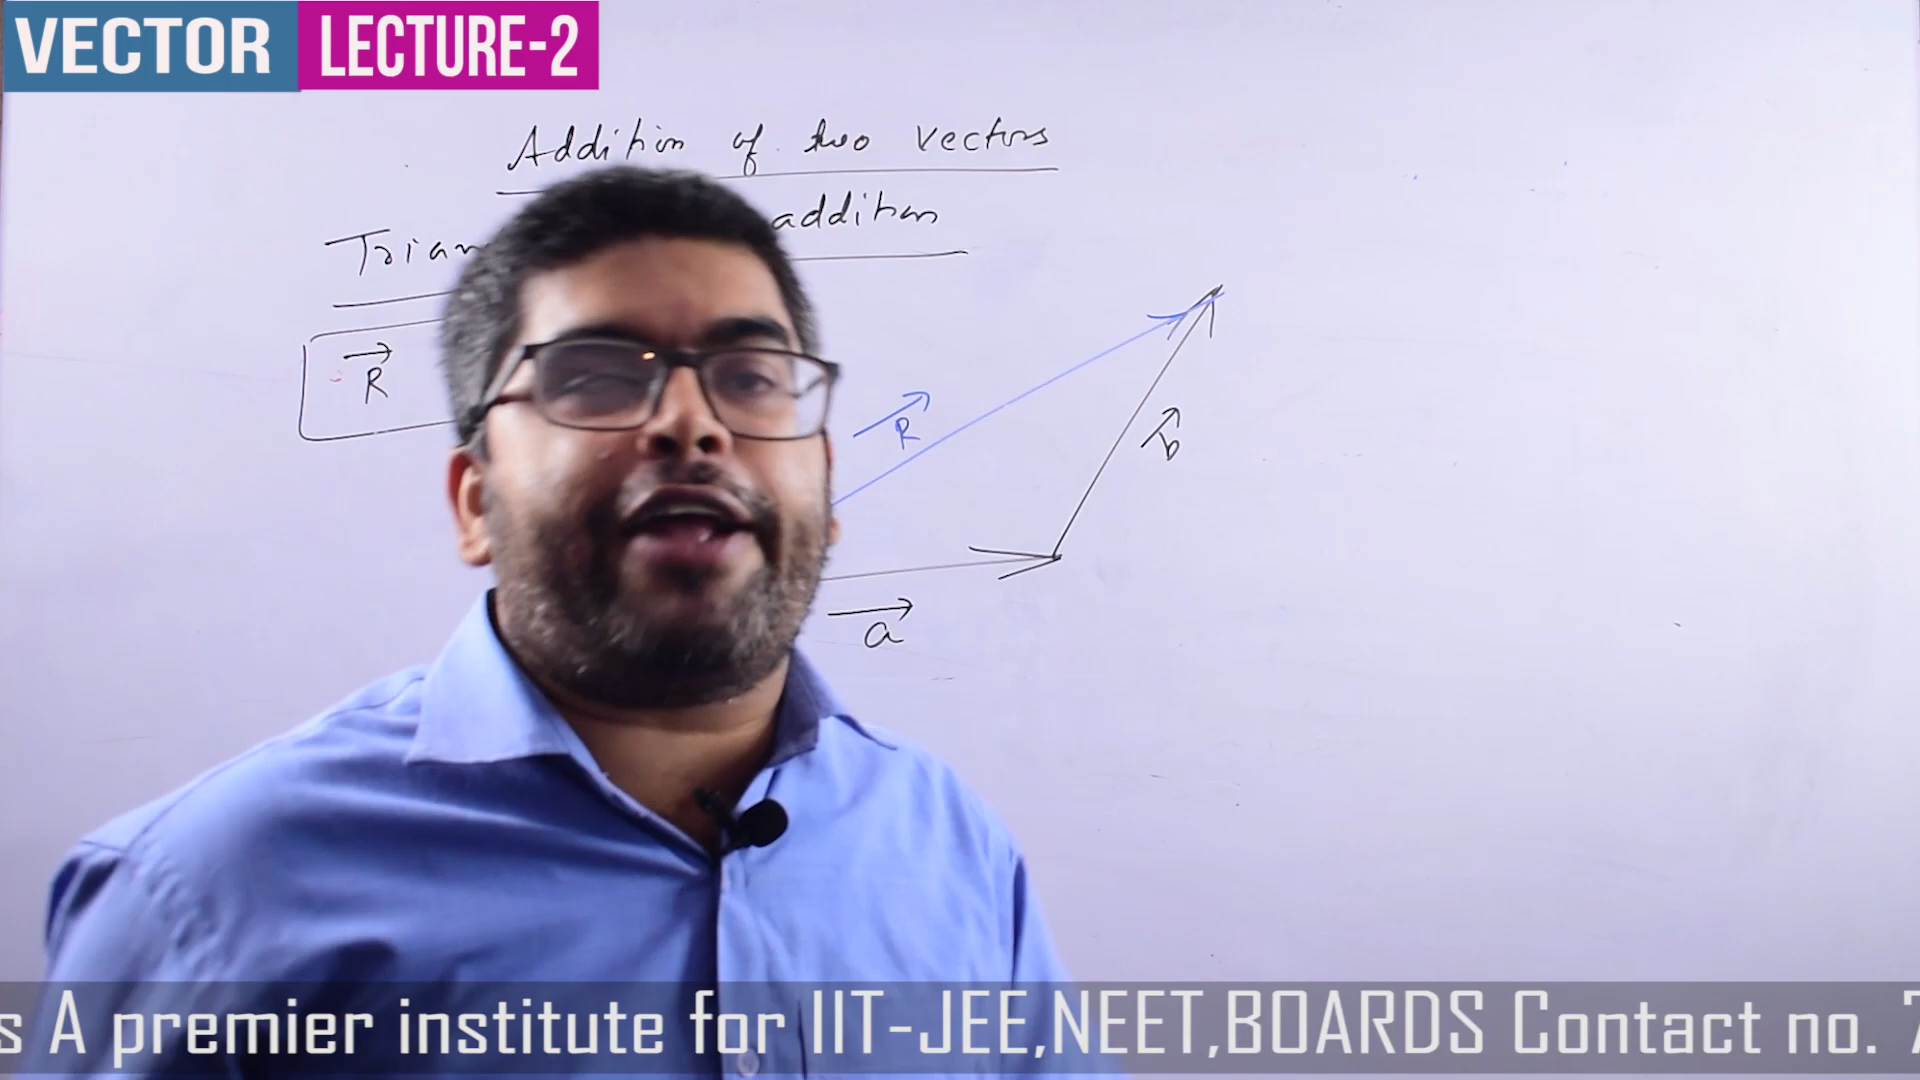 VECTOR LECTURE-2
Addition of two vectors
Trian addition
R
R
b
a
s A premier institute for IIT-JEE,NEET,BOARDS Contact no. 7